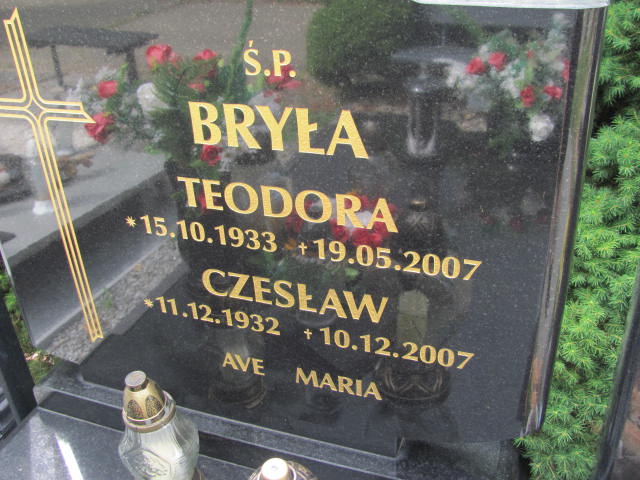 Ś.P.
BRYŁA
TEODORA
*15.10.1933 +19.05.2007
CZESŁAW
*11.12.1932 +10.12.2007
AVE MARIA